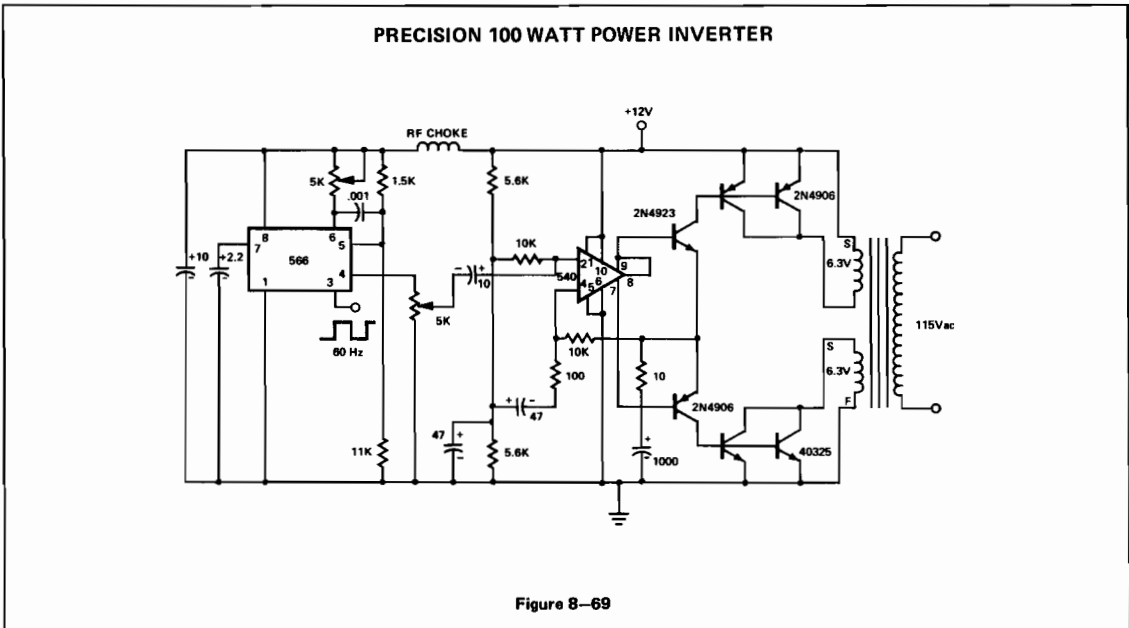 PRECISION 100 WATT POWER INVERTER
+12V
RF CHOKE
5K
1.5K
5.6K
.001
2N4923
2N4906
10K
8
6
7
5
566
4
1
3
+10
-
+2.2
-
5K
60 Hz
- +
10
2
1
10
9
540
4
5
6
7
8
S
6.3V
115Vac
S
6.3V
F
10K
100
10
2N4906
+ -
47
47
+
-
5.6K
11K
+
-
1000
40325
Figure 8–69